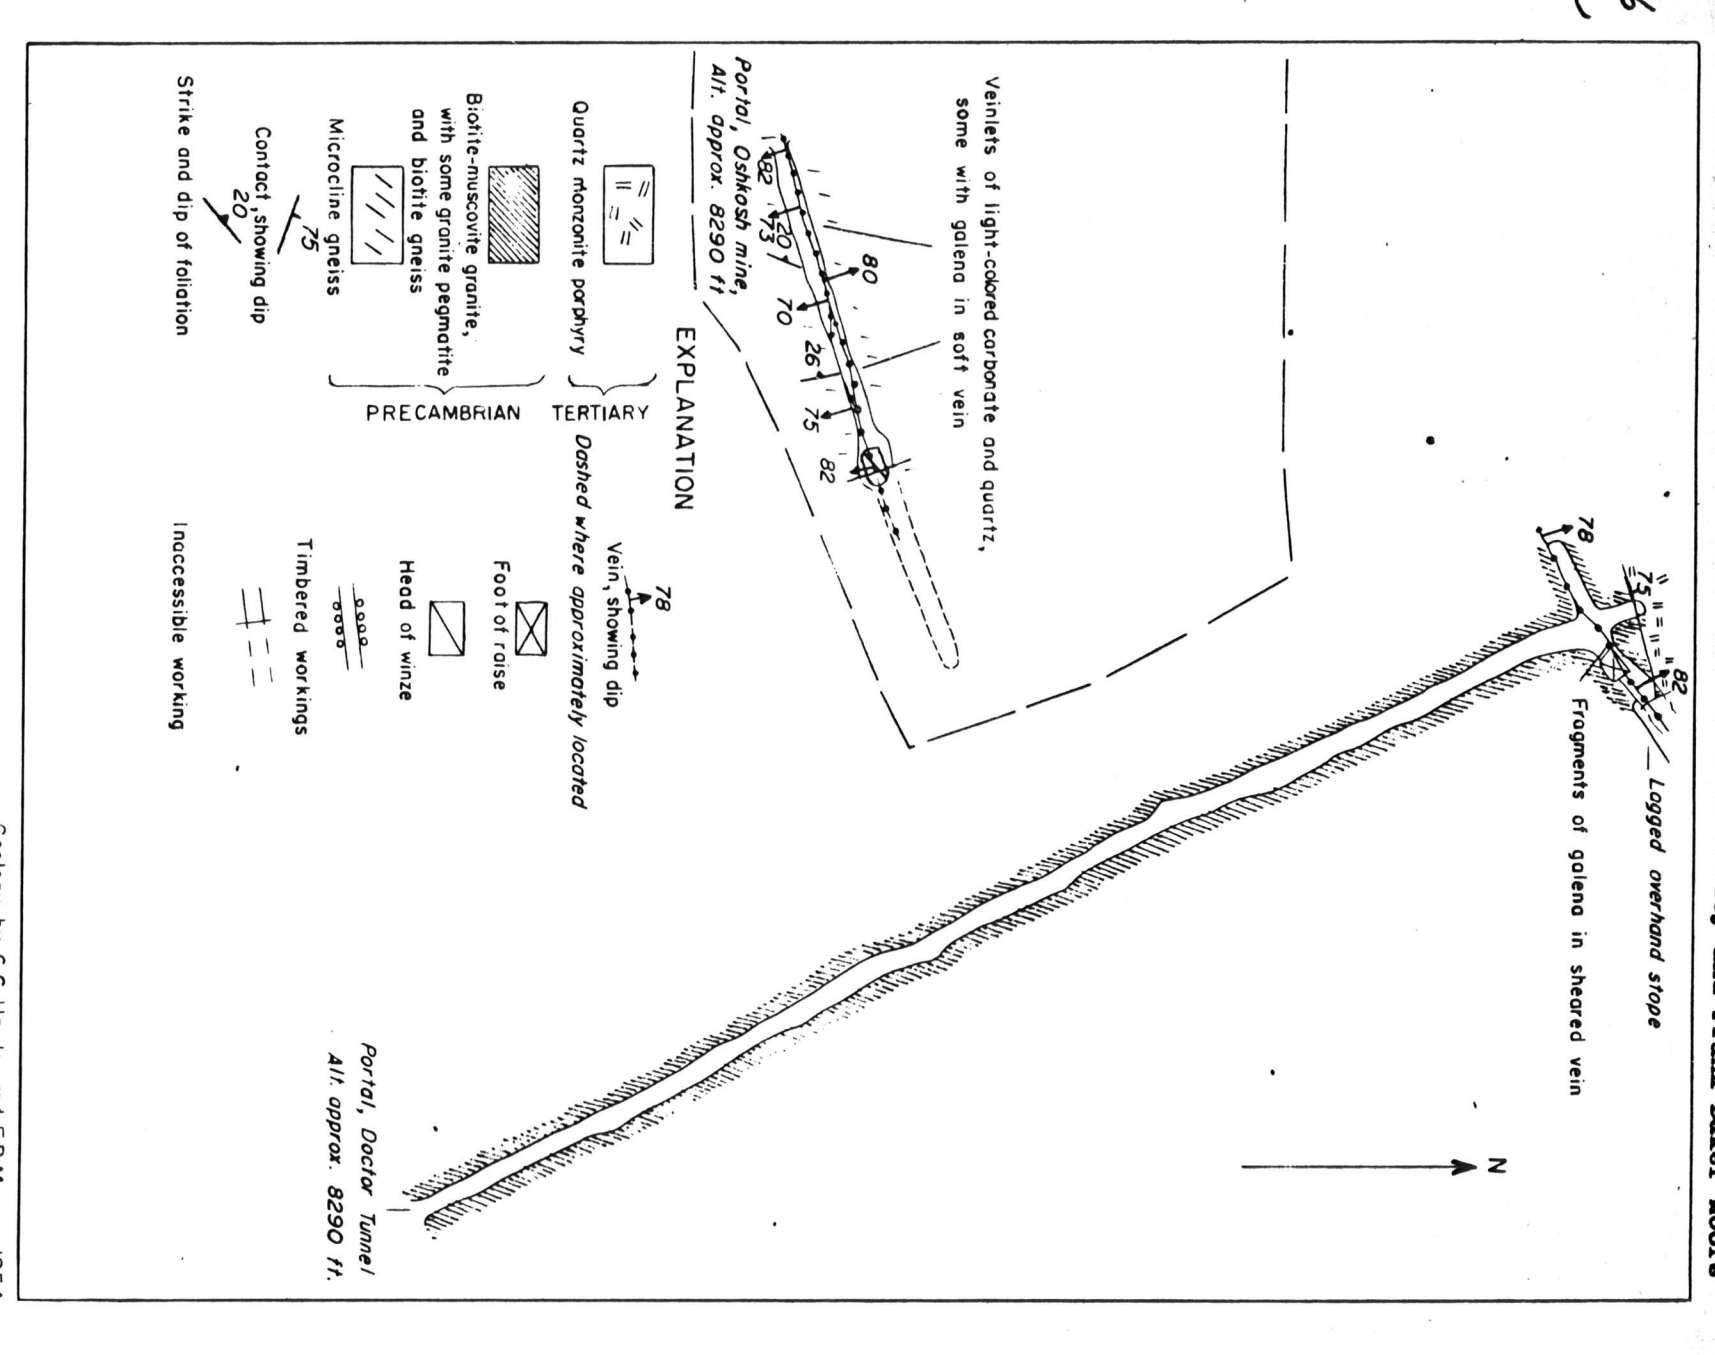 N
78
75
82
Lagged overhand stope
Fragments of galena in sheared vein
Veinlets of light-colored carbonate and quartz,
some with galena in soft vein
80
82
20
73
70
26
75
82
Portal, Oshkosh mine,
Alt. approx. 8290 ft
Portal, Doctor Tunnel
Alt. approx. 8290 ft.
EXPLANATION
Quartz monzonite porphyry
TERTIARY
Biotite-muscovite granite,
with some granite pegmatite
and biotite gneiss
Microcline gneiss
PRECAMBRIAN
75
Contact, showing dip
20
Strike and dip of foliation
78
Vein, showing dip
Dashed where approximately located
Foot of raise
Head of winze
Timbered workings
Inaccessible working